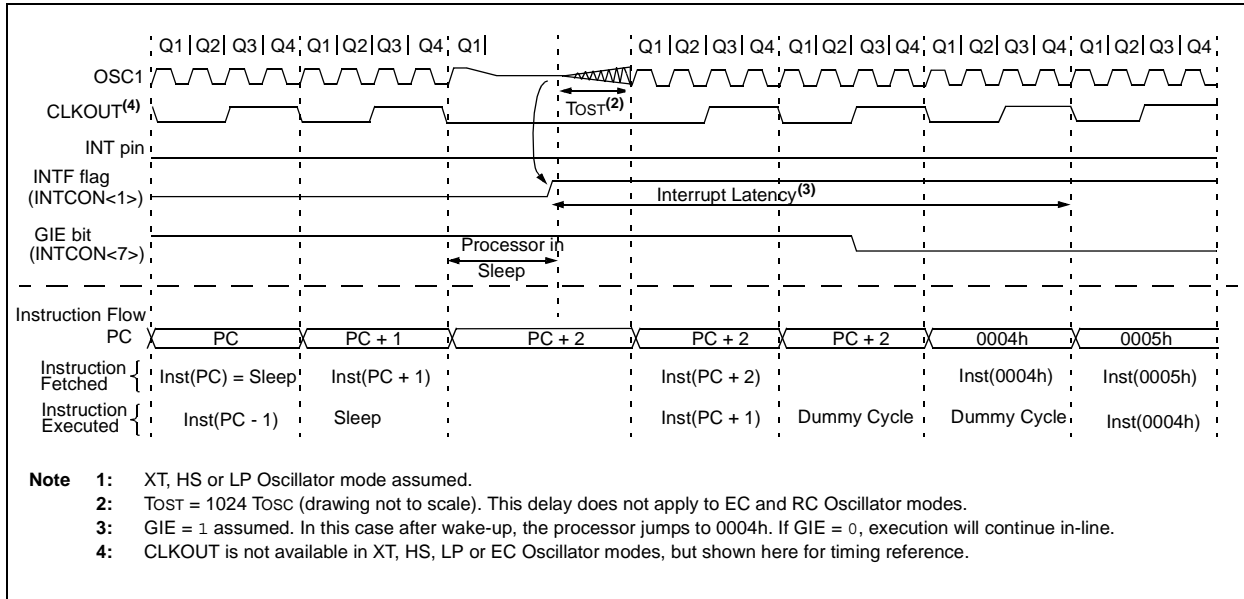 Q1 Q2 Q3 Q4 Q1 Q2 Q3 Q4 Q1 Q1 Q2 Q3 Q4 Q1 Q2 Q3 Q4 Q1 Q2 Q3 Q4 Q1 Q2 Q3 Q4
OSC1
TOST(2)
CLKOUT(4)
INT pin
INTF flag
(INTCON<1>)
Interrupt Latency(3)
GIE bit
(INTCON<7>)
Processor in
Sleep
Instruction Flow
PC PC PC + 1 PC + 2 PC + 2 PC + 2 0004h 0005h
Instruction
Fetched
Inst(PC) = Sleep Inst(PC + 1) Inst(PC + 2) Inst(0004h) Inst(0005h)
Instruction
Executed
Inst(PC - 1) Sleep Inst(PC + 1) Dummy Cycle Dummy Cycle Inst(0004h)
Note 1: XT, HS or LP Oscillator mode assumed.
2: TOST = 1024 TOSC (drawing not to scale). This delay does not apply to EC and RC Oscillator modes.
3: GIE = 1 assumed. In this case after wake-up, the processor jumps to 0004h. If GIE = 0, execution will continue in-line.
4: CLKOUT is not available in XT, HS, LP or EC Oscillator modes, but shown here for timing reference.